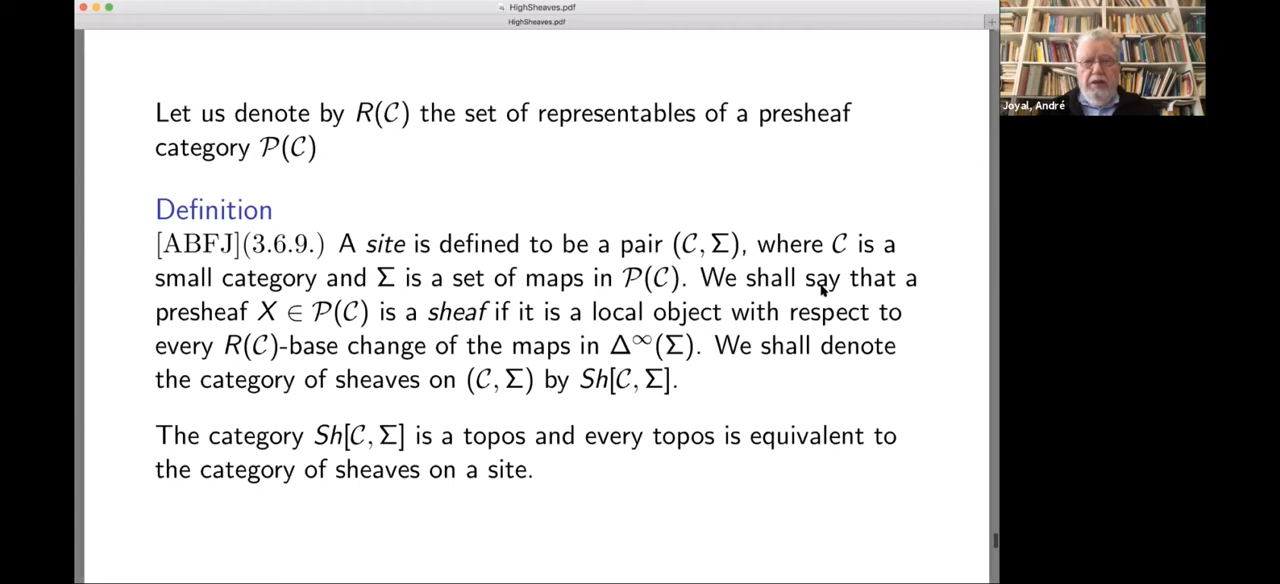 HighSheaves.pdf
HighSheaves.pdf
Let us denote by R(𝒞) the set of representables of a presheaf
category 𝒫(𝒞)
Definition
[ABFJ](3.6.9.) A site is defined to be a pair (𝒞, Σ), where 𝒞 is a
small category and Σ is a set of maps in 𝒫(𝒞). We shall say that a
presheaf X ∈ 𝒫(𝒞) is a sheaf if it is a local object with respect to
every R(𝒞)-base change of the maps in Δ^∞(Σ). We shall denote
the category of sheaves on (𝒞, Σ) by Sh[𝒞, Σ].
The category Sh[𝒞, Σ] is a topos and every topos is equivalent to
the category of sheaves on a site.
Joyal, André